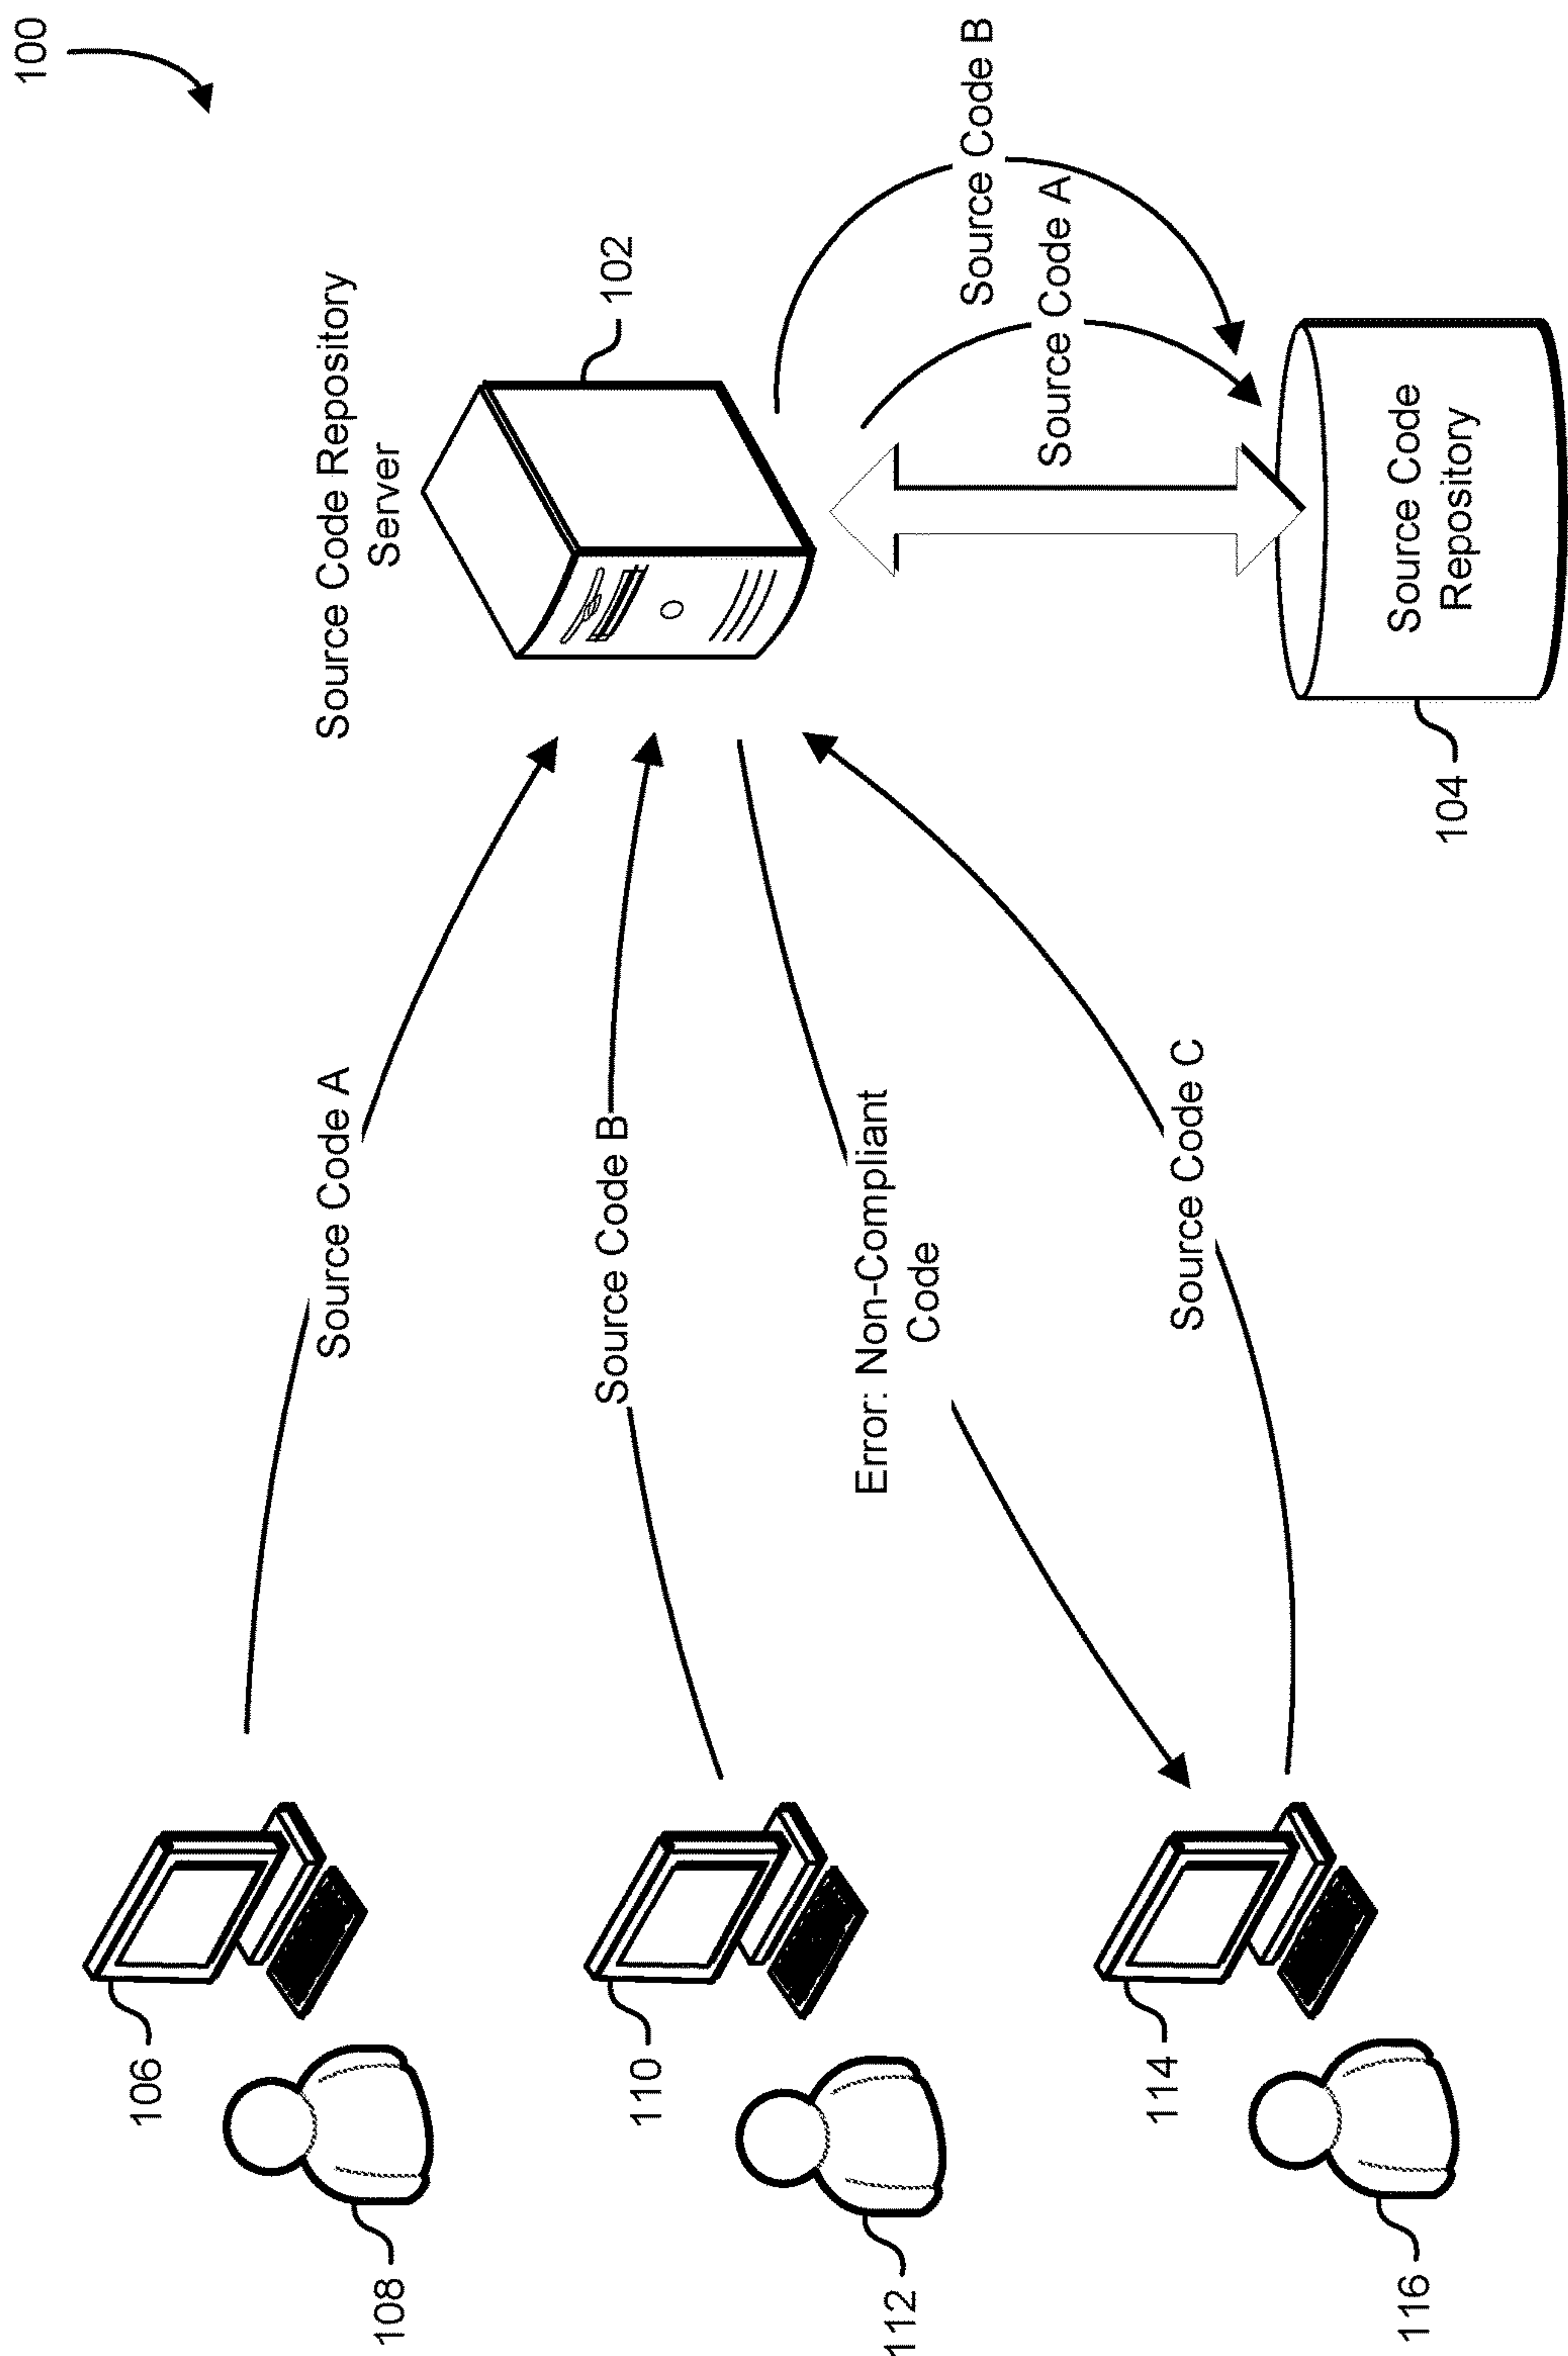 100
Source Code Repository
Server
102
Source Code A
Source Code B
Error: Non-Compliant
Code
Source Code C
Source Code B
Source Code A
Source Code
Repository
104
106
108
110
112
114
116